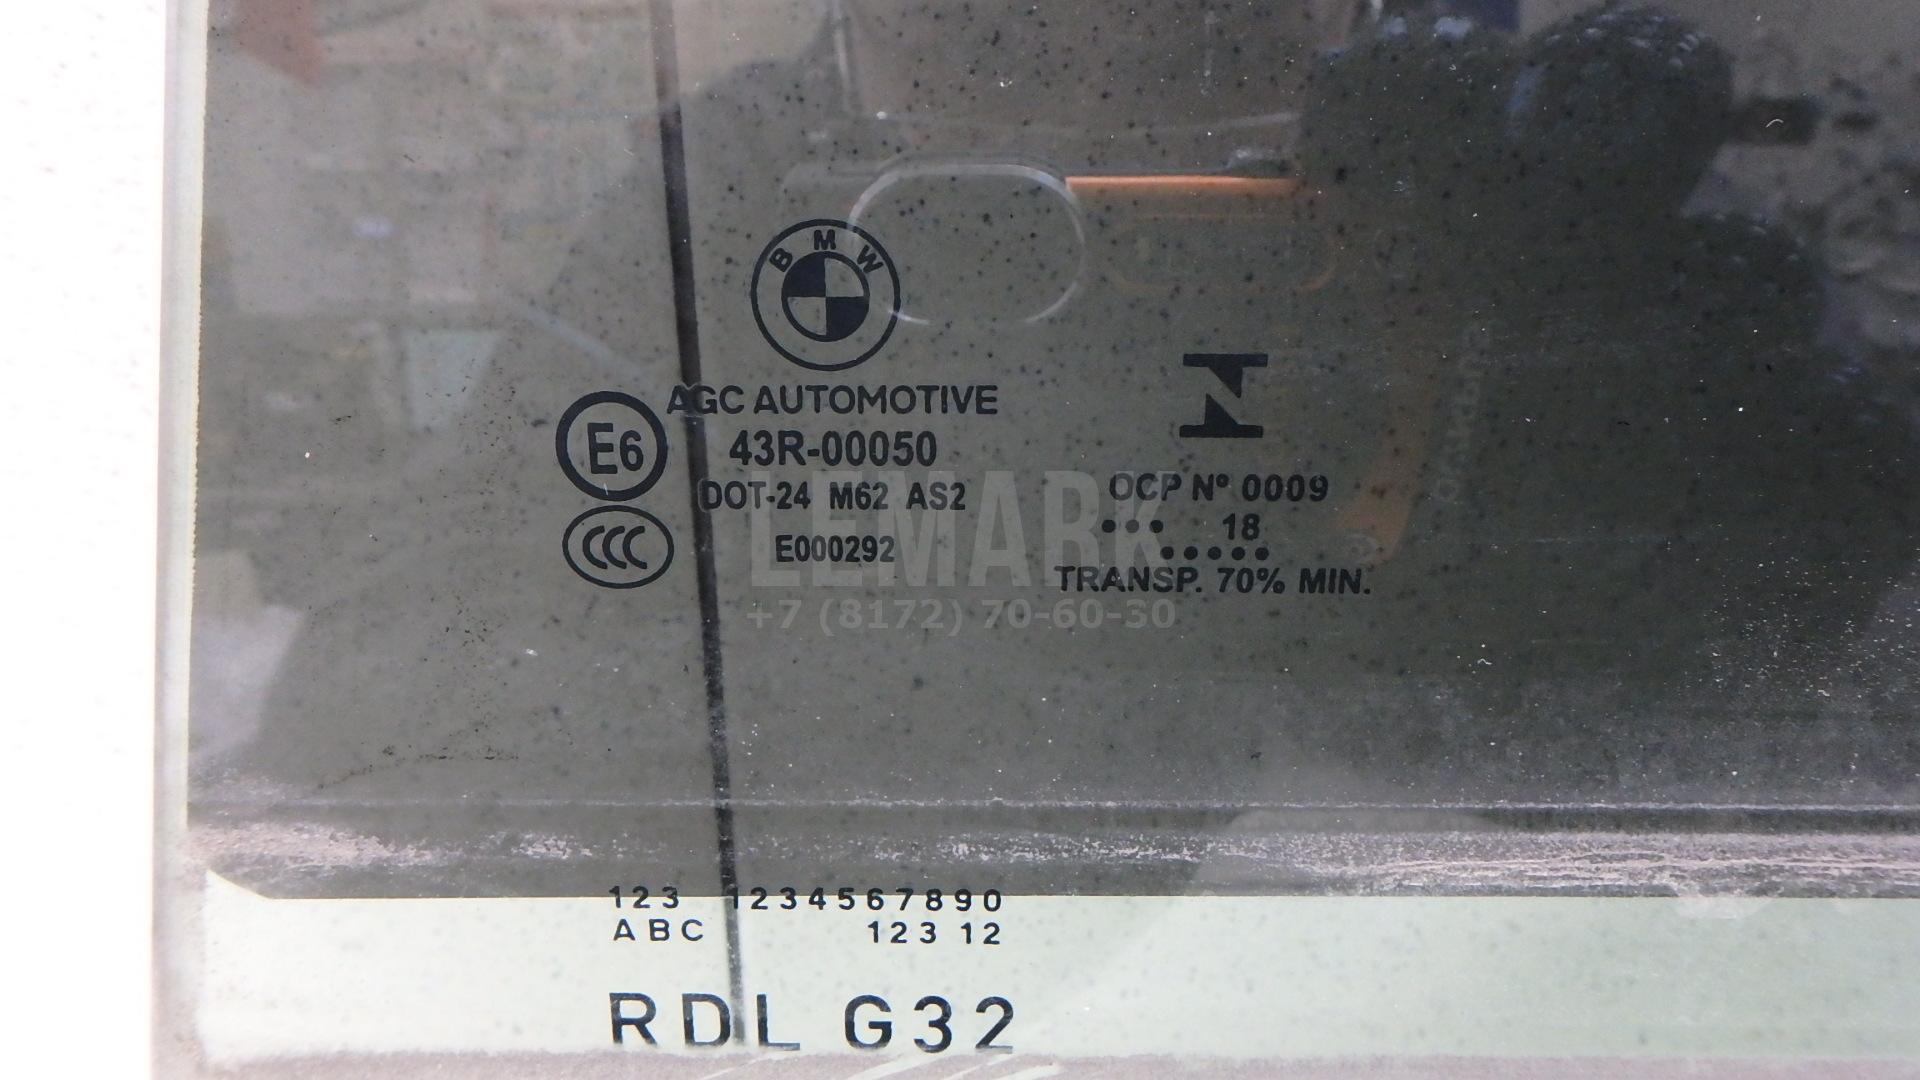 BMW
AGC AUTOMOTIVE
E6
43R-00050
DOT-24 M62 AS2
CCC
E000292
OCP Nº 0009
••• 18
•••••
TRANSP. 70% MIN.
LEMARK
+7 (8172) 70-60-30
123 1234567890
ABC 123 12
RDL G32